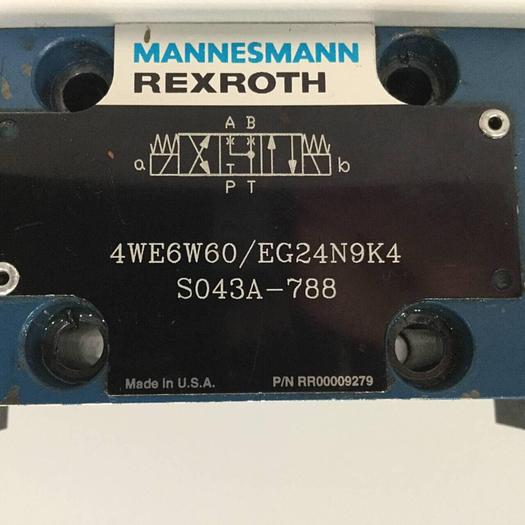 MANNESMANN
REXROTH
A B
a b
T
P T
4WE6W60/EG24N9K4
S043A-788
Made in U.S.A. P/N RR00009279